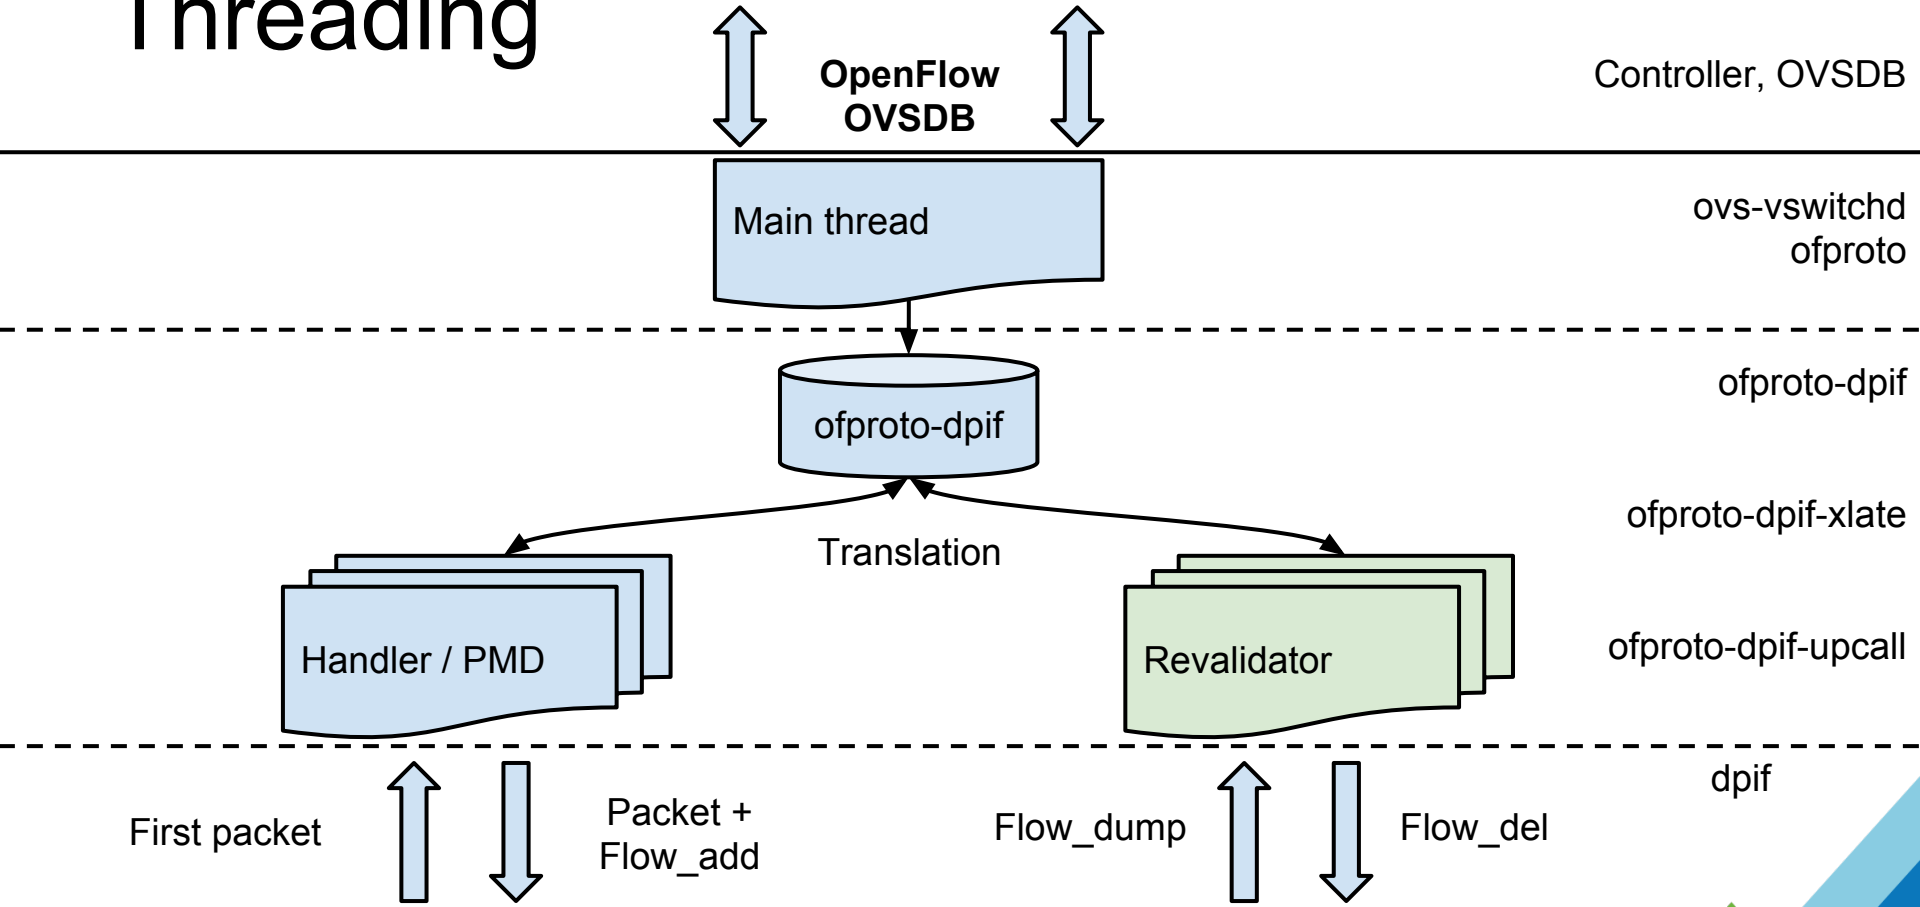 Threading
OpenFlow
OVSDB
Controller, OVSDB
Main thread
ovs-vswitchd
ofproto
ofproto-dpif
ofproto-dpif
ofproto-dpif-xlate
Translation
Handler / PMD
Revalidator
ofproto-dpif-upcall
dpif
First packet
Packet +
Flow_add
Flow_dump
Flow_del